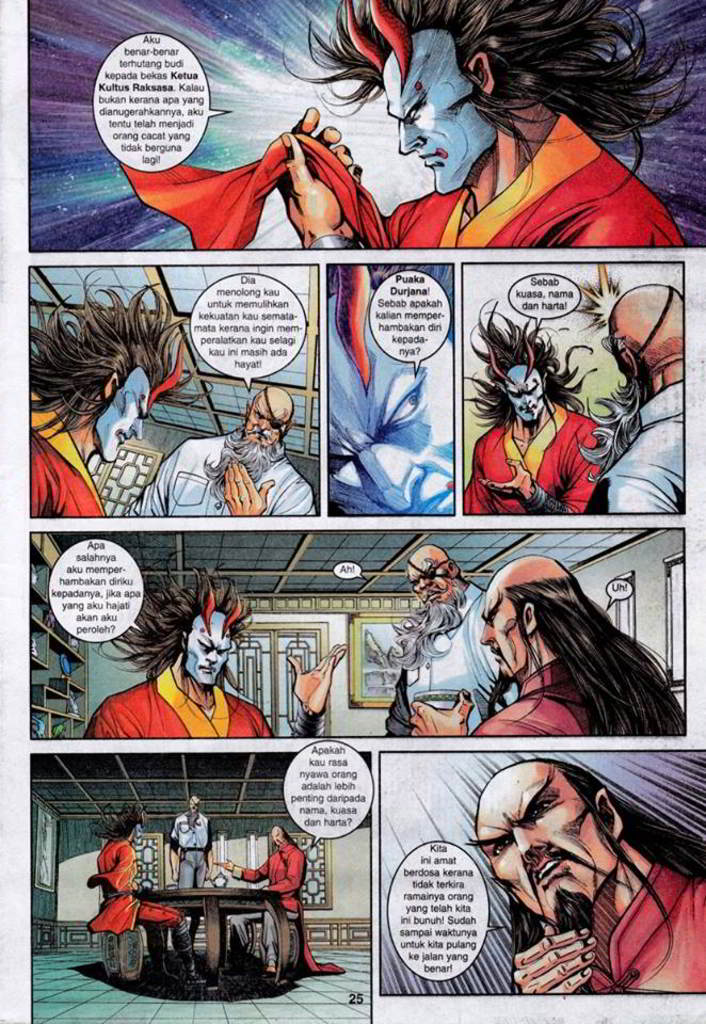 Aku
benar-benar
terhutang budi
kepada bekas Ketua
Kultus Raksasa. Kalau
bukan kerana apa yang
dianugerahkannya, aku
tentu telah menjadi
orang cacat yang
tidak berguna
lagi!
Dia
menolong kau
untuk memulihkan
kekuatan kau semata-
mata kerana ingin mem-
peralatkan kau selagi
kau ini masih ada
hayat!
Puaka
Durjana!
Sebab apakah
kalian memper-
hambakan diri
kepada-
nya?
Sebab
kuasa, nama
dan harta!
Apa
salahnya
aku memper-
hambakan diriku
kepadanya, jika apa
yang aku hajati
akan aku
peroleh?
Ah!
Uh!
Apakah
kau rasa
nyawa orang
adalah lebih
penting daripada
nama, kuasa
dan harta?
Kita
ini amat
berdosa kerana
tidak terkira
ramainya orang
yang telah kita
ini bunuh! Sudah
sampai waktunya
untuk kita pulang
ke jalan yang
benar!
25